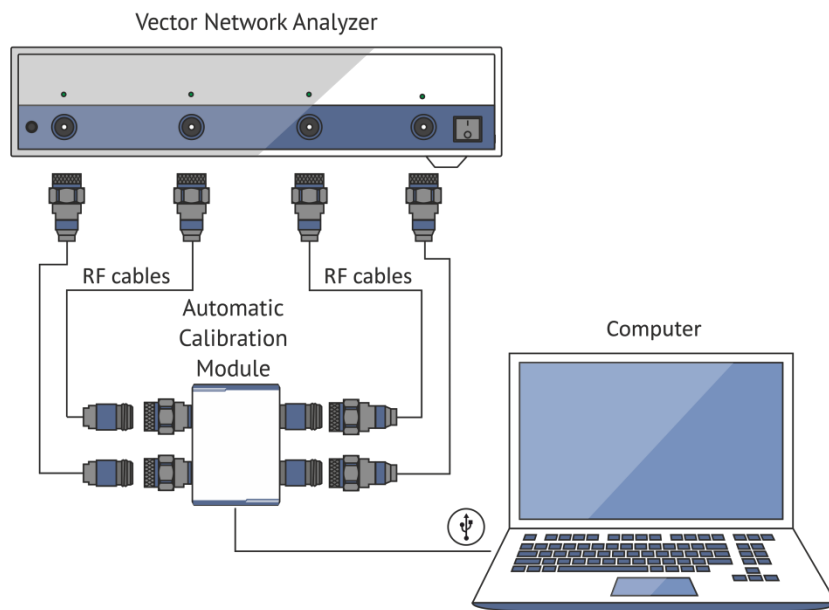 Vector Network Analyzer
RF cables
RF cables
Automatic
Calibration
Module
Computer